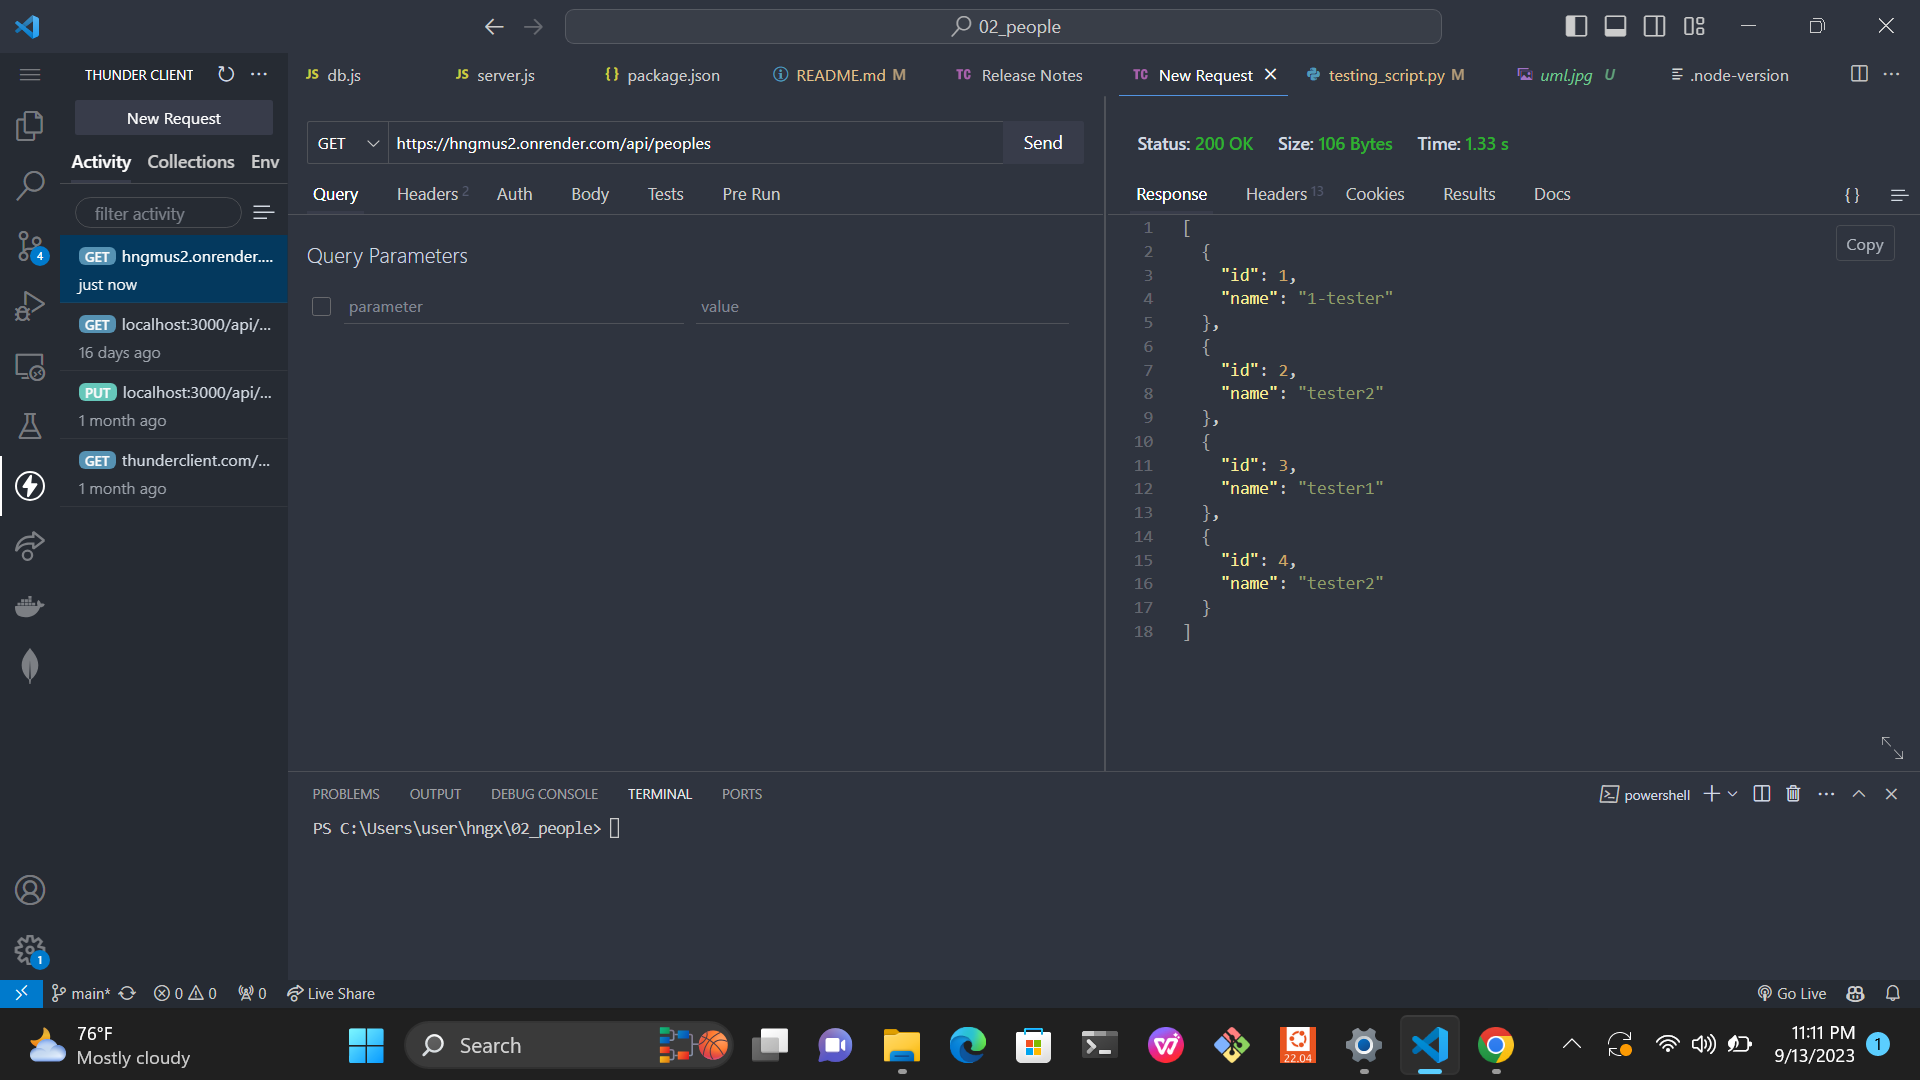 02_people
THUNDER CLIENT
New Request
Activity Collections Env
filter activity
GET hngmus2.onrender....
just now
GET localhost:3000/api/...
16 days ago
PUT localhost:3000/api/...
1 month ago
GET thunderclient.com/...
1 month ago
4
1
JS db.js JS server.js {} package.json README.md M TC Release Notes TC New Request testing_script.py M uml.jpg U .node-version
GET https://hngmus2.onrender.com/api/peoples Send
Query Headers 2 Auth Body Tests Pre Run
Query Parameters
parameter value
Status: 200 OK Size: 106 Bytes Time: 1.33 s
Response Headers 13 Cookies Results Docs {}
Copy
1 [
2 {
3 "id": 1,
4 "name": "1-tester"
5 },
6 {
7 "id": 2,
8 "name": "tester2"
9 },
10 {
11 "id": 3,
12 "name": "tester1"
13 },
14 {
15 "id": 4,
16 "name": "tester2"
17 }
18 ]
PROBLEMS OUTPUT DEBUG CONSOLE TERMINAL PORTS powershell
PS C:\Users\user\hngx\02_people>
main* 0 0 0 Live Share Go Live
76°F
Mostly cloudy
Search
22.04
11:11 PM
9/13/2023
1